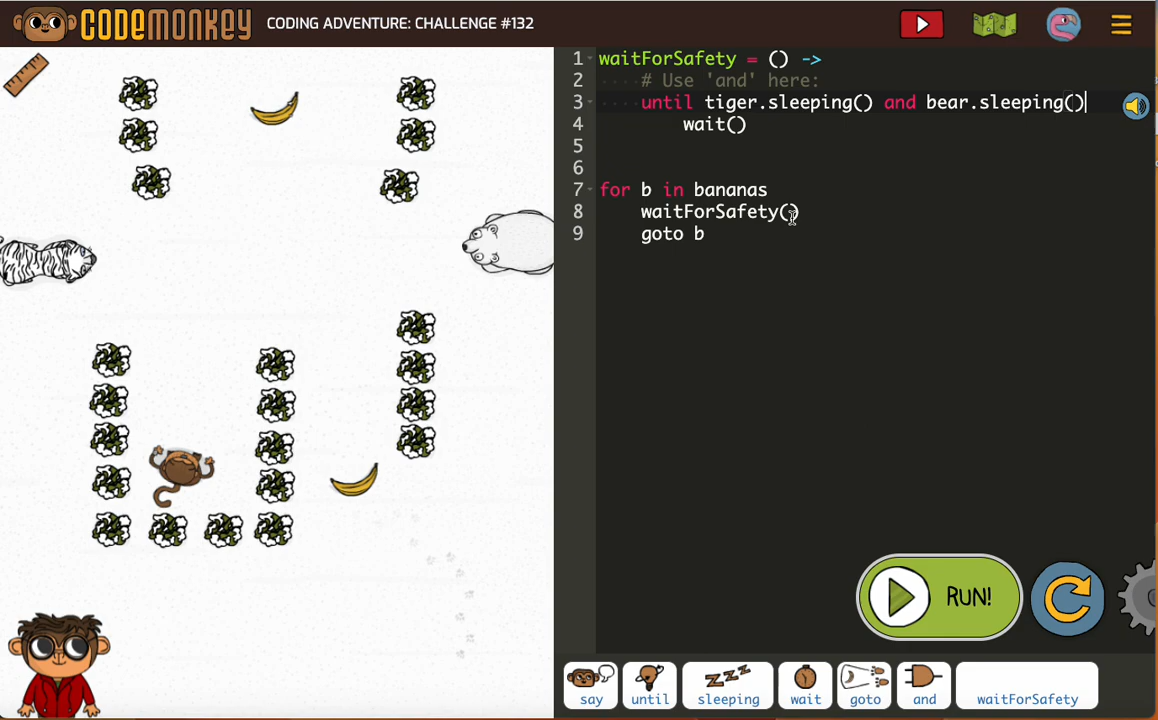 CODEMONKEY CODING ADVENTURE: CHALLENGE #132
1 waitForSafety = () ->
2 # Use 'and' here:
3 until tiger.sleeping() and bear.sleeping()
4 wait()
5
6
7 for b in bananas
8 waitForSafety()
9 goto b
RUN!
say until sleeping wait goto and waitForSafety